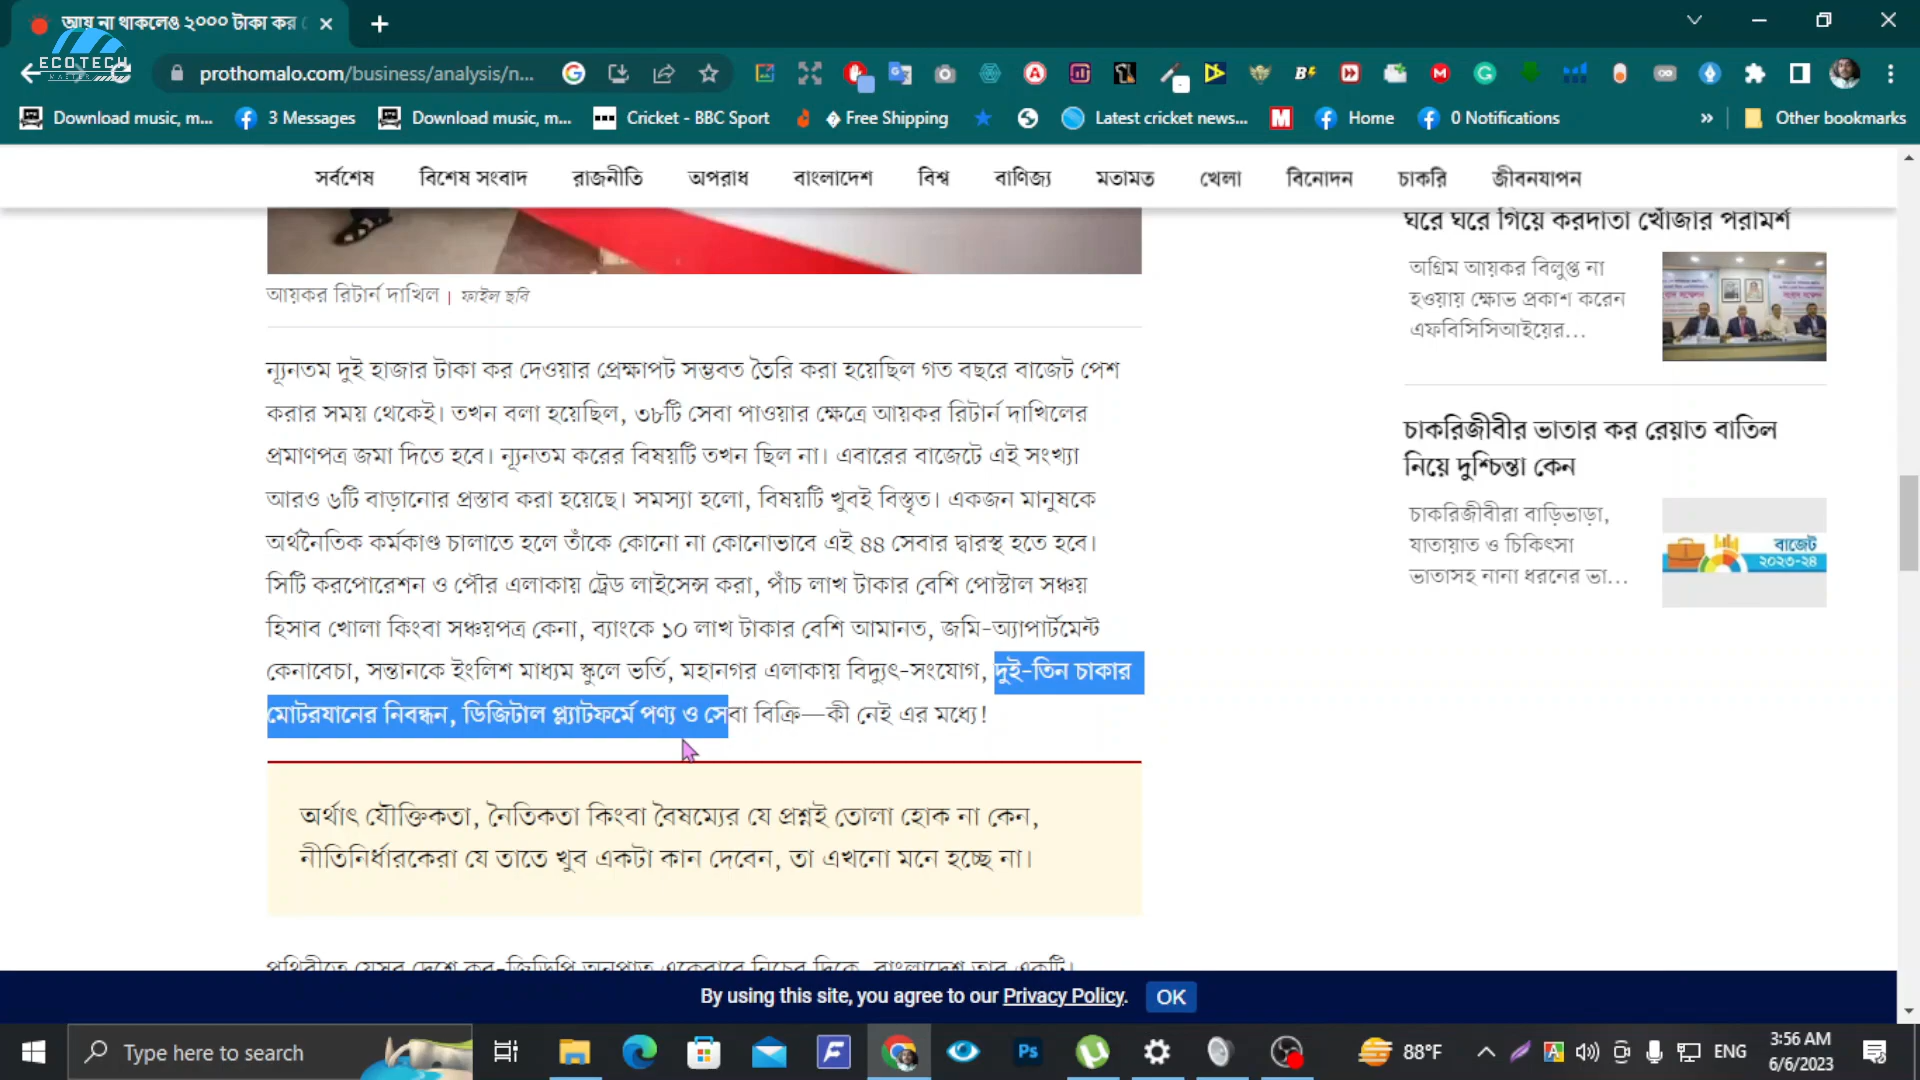 আয় না থাকলেও ২০০০ টাকা কর
ECOTECH
prothomalo.com/business/analysis/n...
Download music, m...
3 Messages
Download music, m...
Cricket - BBC Sport
Free Shipping
Latest cricket news...
Home
0 Notifications
Other bookmarks
সর্বশেষ
বিশেষ সংবাদ
রাজনীতি
অপরাধ
বাংলাদেশ
বিশ্ব
বাণিজ্য
মতামত
খেলা
বিনোদন
চাকরি
জীবনযাপন
আয়কর রিটার্ন দাখিল | ফাইল ছবি
ন্যূনতম দুই হাজার টাকা কর দেওয়ার প্রেক্ষাপট সম্ভবত তৈরি করা হয়েছিল গত বছরে বাজেট পেশ
করার সময় থেকেই। তখন বলা হয়েছিল, ৩৮টি সেবা পাওয়ার ক্ষেত্রে আয়কর রিটার্ন দাখিলের
প্রমাণপত্র জমা দিতে হবে। ন্যূনতম করের বিষয়টি তখন ছিল না। এবারের বাজেটে এই সংখ্যা
আরও ৬টি বাড়ানোর প্রস্তাব করা হয়েছে। সমস্যা হলো, বিষয়টি খুবই বিস্তৃত। একজন মানুষকে
অর্থনৈতিক কর্মকাণ্ড চালাতে হলে তাঁকে কোনো না কোনোভাবে এই ৪৪ সেবার দ্বারস্থ হতে হবে।
সিটি করপোরেশন ও পৌর এলাকায় ট্রেড লাইসেন্স করা, পাঁচ লাখ টাকার বেশি পোস্টাল সঞ্চয়
হিসাব খোলা কিংবা সঞ্চয়পত্র কেনা, ব্যাংকে ১০ লাখ টাকার বেশি আমানত, জমি-অ্যাপার্টমেন্ট
কেনাবেচা, সন্তানকে ইংলিশ মাধ্যম স্কুলে ভর্তি, মহানগর এলাকায় বিদ্যুৎ-সংযোগ, দুই-তিন চাকার
মোটরযানের নিবন্ধন, ডিজিটাল প্ল্যাটফর্মে পণ্য ও সেবা বিক্রি—কী নেই এর মধ্যে!
অর্থাৎ যৌক্তিকতা, নৈতিকতা কিংবা বৈষম্যের যে প্রশ্নই তোলা হোক না কেন,
নীতিনির্ধারকেরা যে তাতে খুব একটা কান দেবেন, তা এখনো মনে হচ্ছে না।
পৃথিবীতে যেসব দেশে কর-জিডিপি অনুপাত একেবারে নিচের দিকে, বাংলাদেশ তার একটি।
ঘরে ঘরে গিয়ে করদাতা খোঁজার পরামর্শ
অগ্রিম আয়কর বিলুপ্ত না
হওয়ায় ক্ষোভ প্রকাশ করেন
এফবিসিসিআইয়ের...
চাকরিজীবীর ভাতার কর রেয়াত বাতিল
নিয়ে দুশ্চিন্তা কেন
চাকরিজীবীরা বাড়িভাড়া,
যাতায়াত ও চিকিৎসা
ভাতাসহ নানা ধরনের ভা...
বাজেট
২০২৩-২৪
By using this site, you agree to our Privacy Policy. OK
Type here to search
88°F
ENG
3:56 AM
6/6/2023